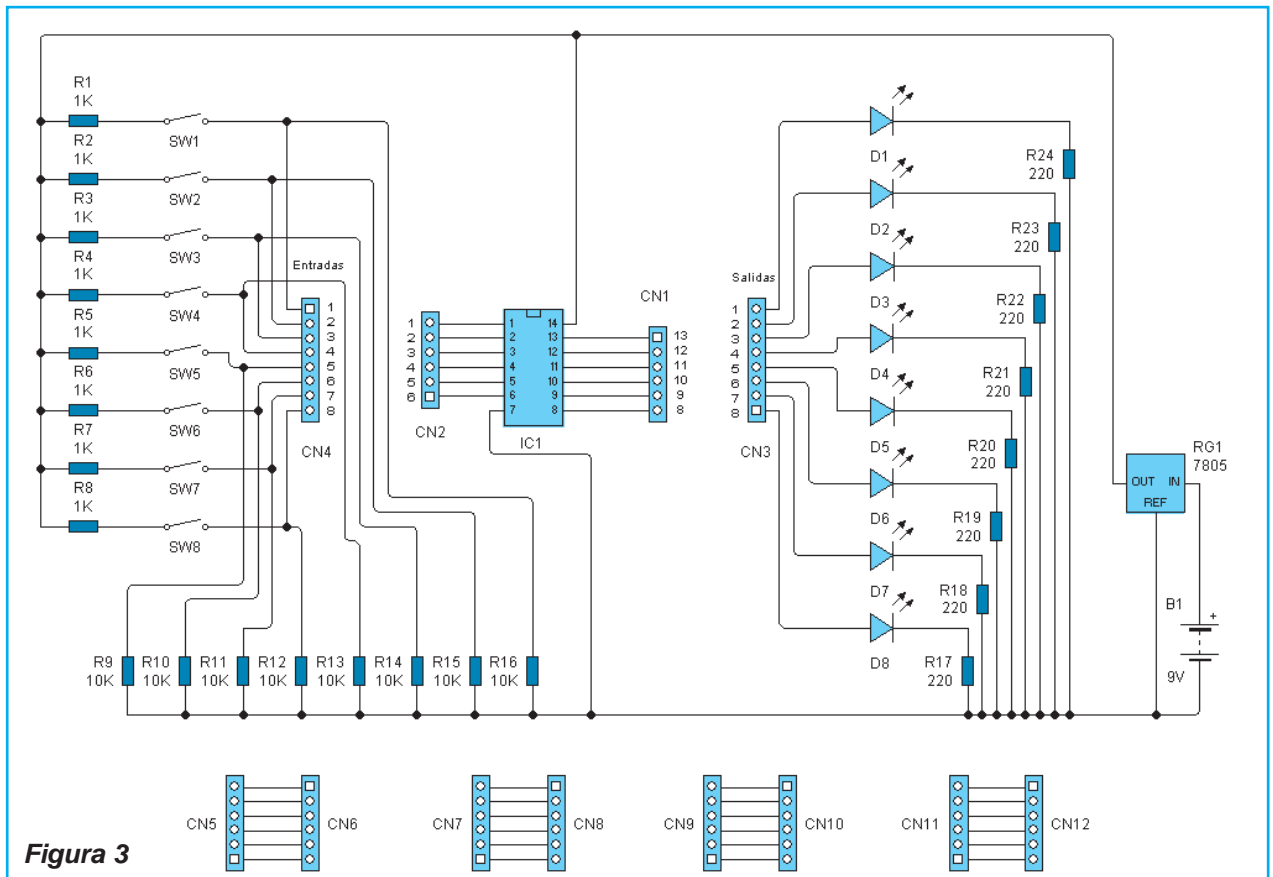 R1
1K
SW1
R2
1K
SW2
R3
1K
SW3
R4
1K
SW4
R5
1K
SW5
R6
1K
SW6
R7
1K
SW7
R8
1K
SW8
Entradas
1
2
3
4
5
6
7
8
CN4
1
2
3
4
5
6
CN2
1 14
2 13
3 12
4 11
5 10
6 9
7 8
IC1
CN1
13
12
11
10
9
8
Salidas
1
2
3
4
5
6
7
8
CN3
D1
D2
D3
D4
D5
D6
D7
D8
R24
220
R23
220
R22
220
R21
220
R20
220
R19
220
R18
220
R17
220
RG1
7805
OUT IN
REF
B1
+
9V
R9
10K
R10
10K
R11
10K
R12
10K
R13
10K
R14
10K
R15
10K
R16
10K
CN5 CN6
CN7 CN8
CN9 CN10
CN11 CN12
Figura 3